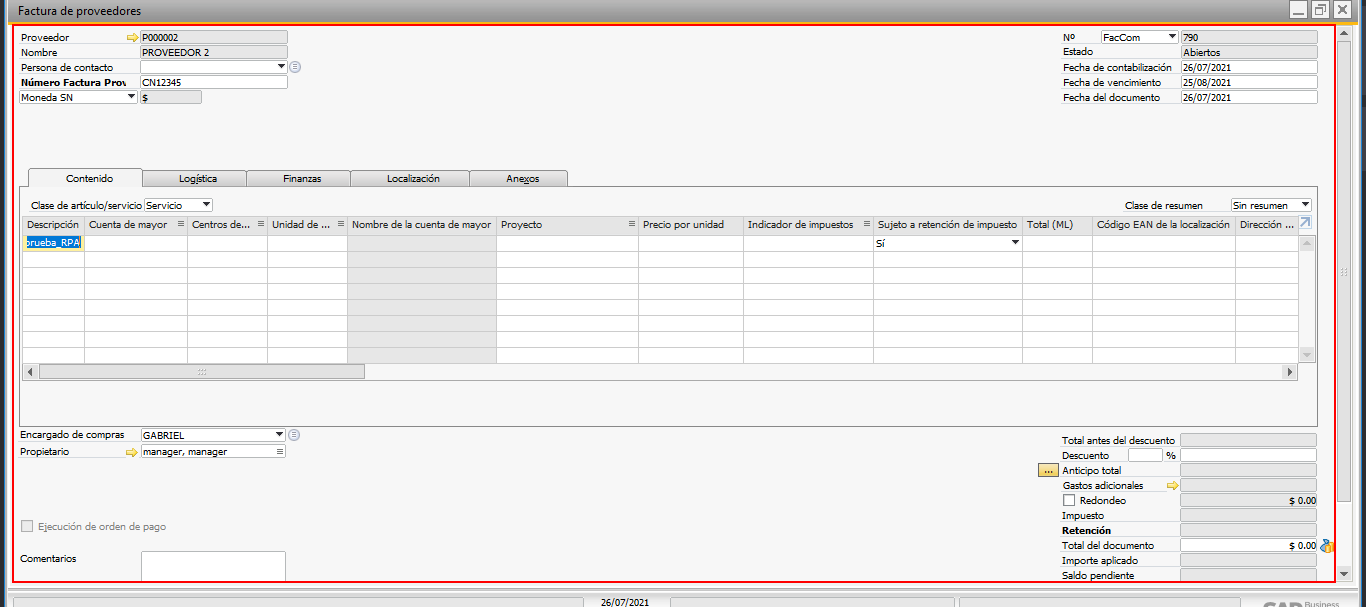 Factura de proveedores
Proveedor P000002
Nombre PROVEEDOR 2
Persona de contacto
Número Factura Prov CN12345
Moneda SN $
Nº FacCom 790
Estado Abiertos
Fecha de contabilización 26/07/2021
Fecha de vencimiento 25/08/2021
Fecha del documento 26/07/2021
Contenido Logística Finanzas Localización Anexos
Clase de artículo/servicio Servicio Clase de resumen Sin resumen
Descripción Cuenta de mayor Centros de... Unidad de ... Nombre de la cuenta de mayor Proyecto Precio por unidad Indicador de impuestos Sujeto a retención de impuesto Total (ML) Código EAN de la localización Dirección ...
prueba_RPA Sí
Encargado de compras GABRIEL
Propietario manager, manager
Ejecución de orden de pago
Comentarios
Total antes del descuento
Descuento %
... Anticipo total
Gastos adicionales
Redondeo $ 0.00
Impuesto
Retención
Total del documento $ 0.00
Importe aplicado
Saldo pendiente
26/07/2021
SAP Business